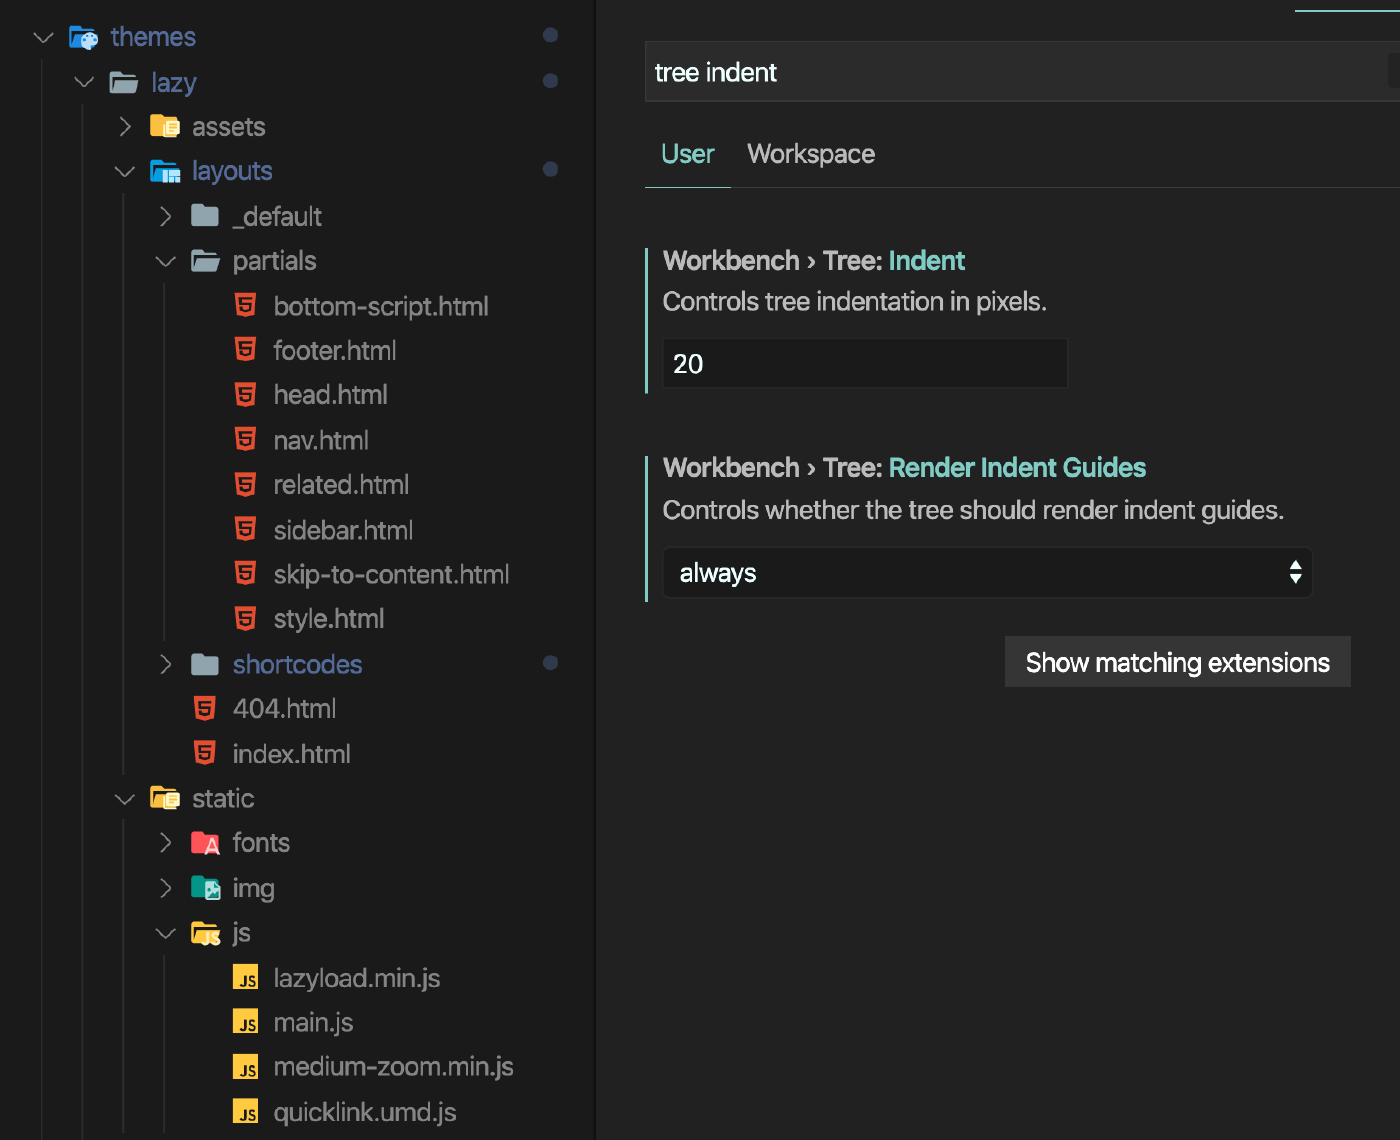 themes
lazy
assets
layouts
_default
partials
bottom-script.html
footer.html
head.html
nav.html
related.html
sidebar.html
skip-to-content.html
style.html
shortcodes
404.html
index.html
static
fonts
img
js
lazyload.min.js
main.js
medium-zoom.min.js
quicklink.umd.js
tree indent
User Workspace
Workbench › Tree: Indent
Controls tree indentation in pixels.
20
Workbench › Tree: Render Indent Guides
Controls whether the tree should render indent guides.
always
Show matching extensions